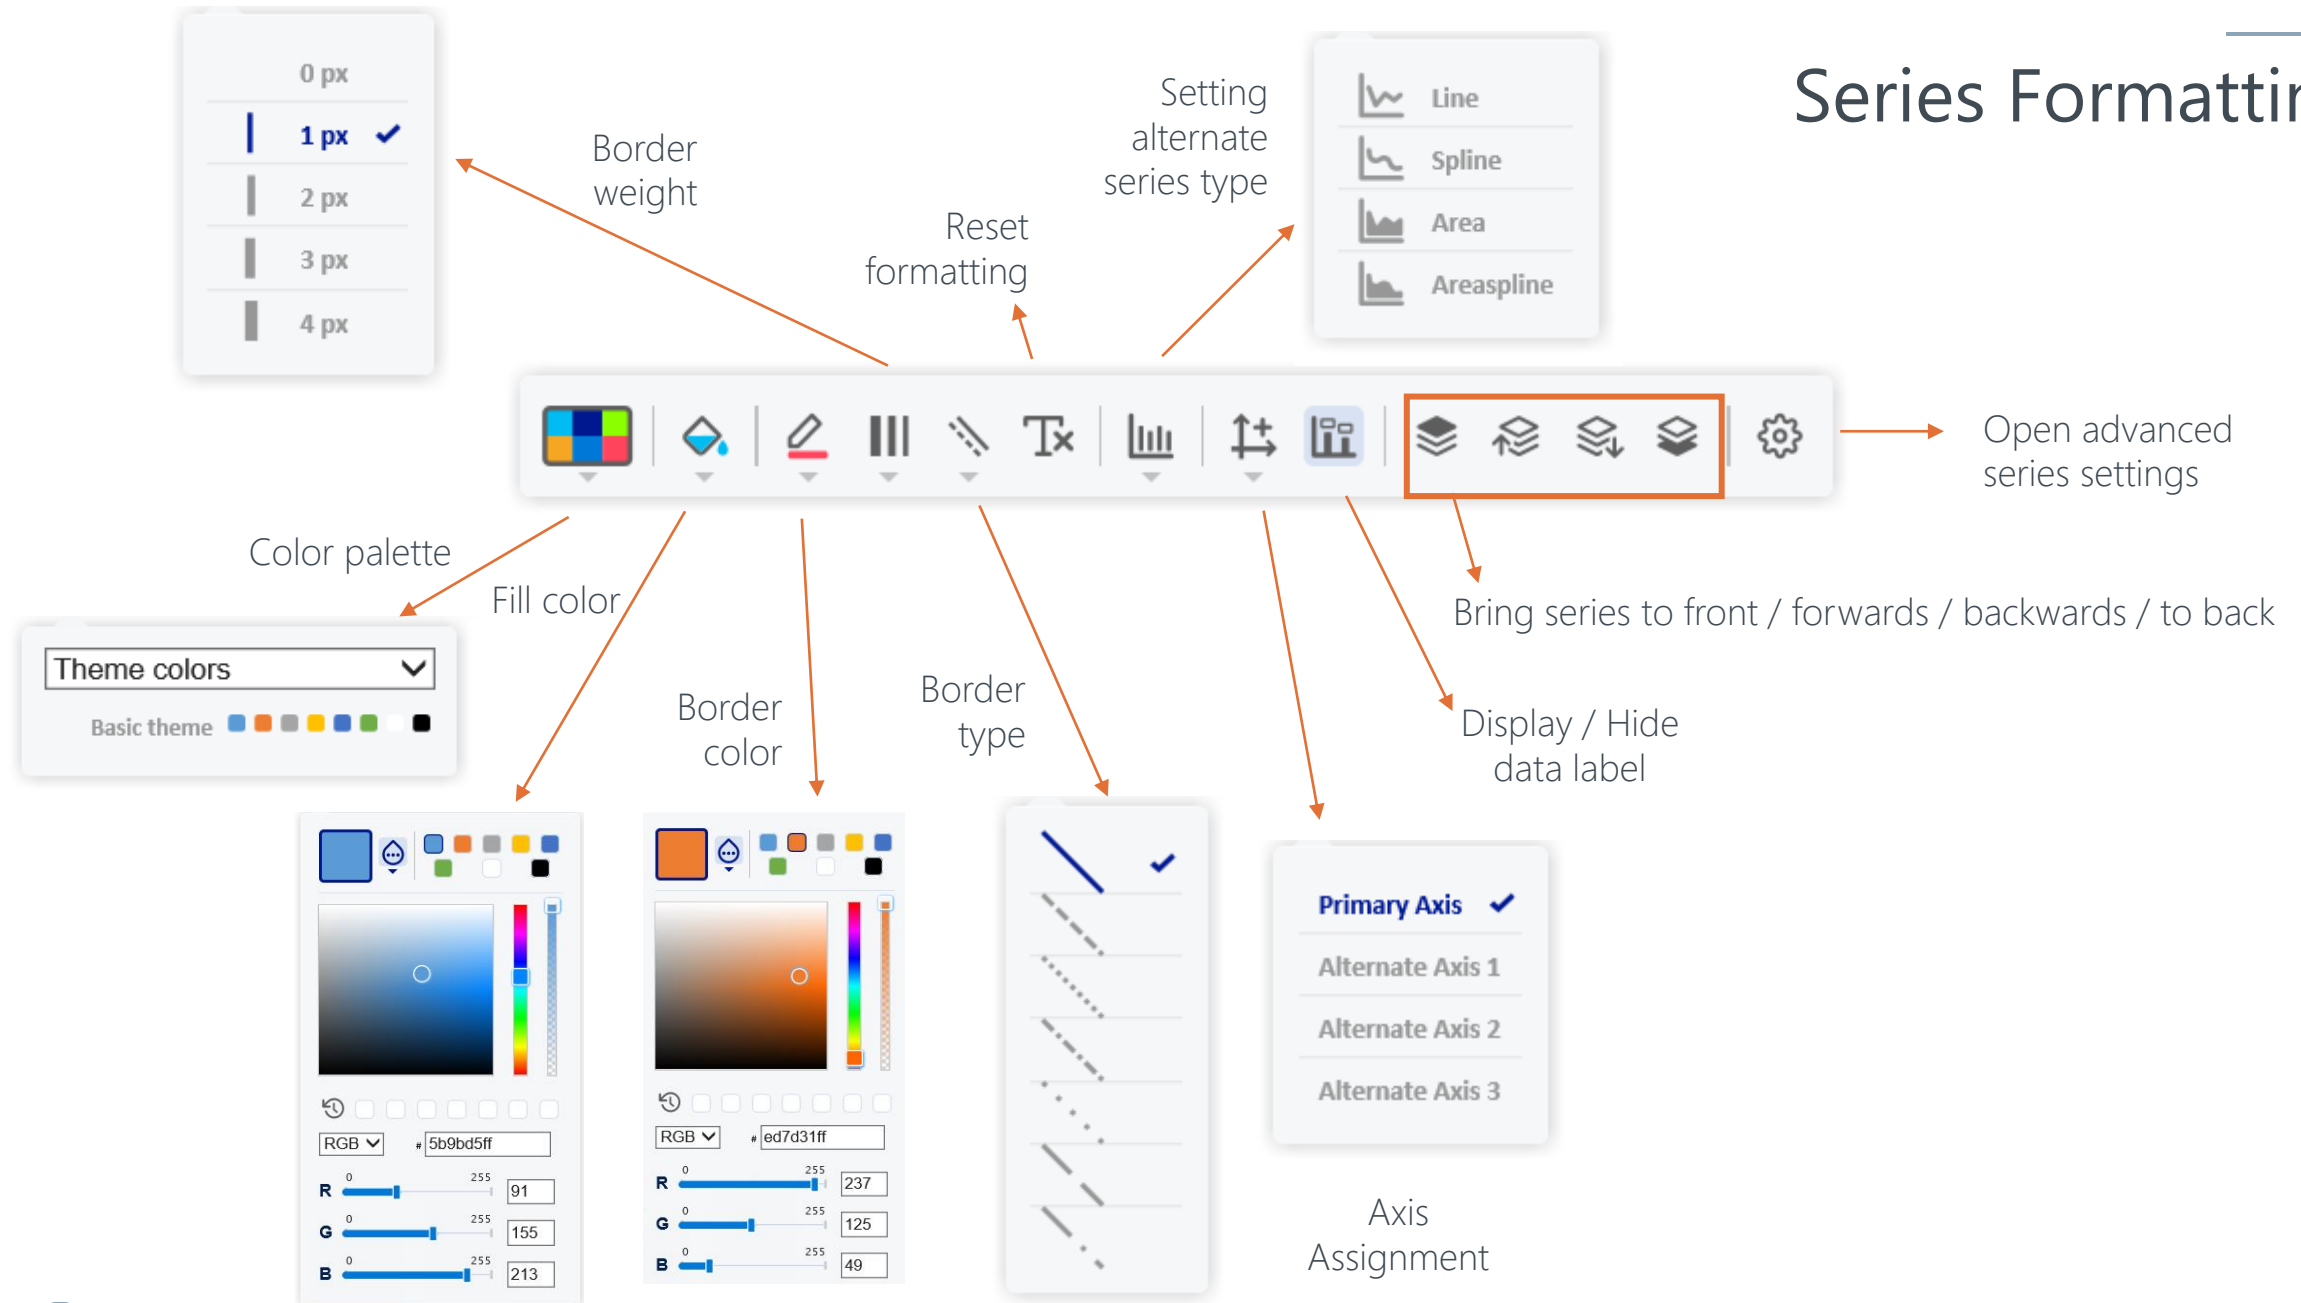 Series Formattin
0 px
1 px
2 px
3 px
4 px
Border
weight
Reset
formatting
Setting
alternate
series type
Line
Spline
Area
Areaspline
Open advanced
series settings
Color palette
Fill color
Theme colors
Basic theme
Border
color
Border
type
Bring series to front / forwards / backwards / to back
Display / Hide
data label
RGB # 5b9bd5ff
R 0 255 91
G 0 255 155
B 0 255 213
RGB # ed7d31ff
R 0 255 237
G 0 255 125
B 0 255 49
Primary Axis
Alternate Axis 1
Alternate Axis 2
Alternate Axis 3
Axis
Assignment